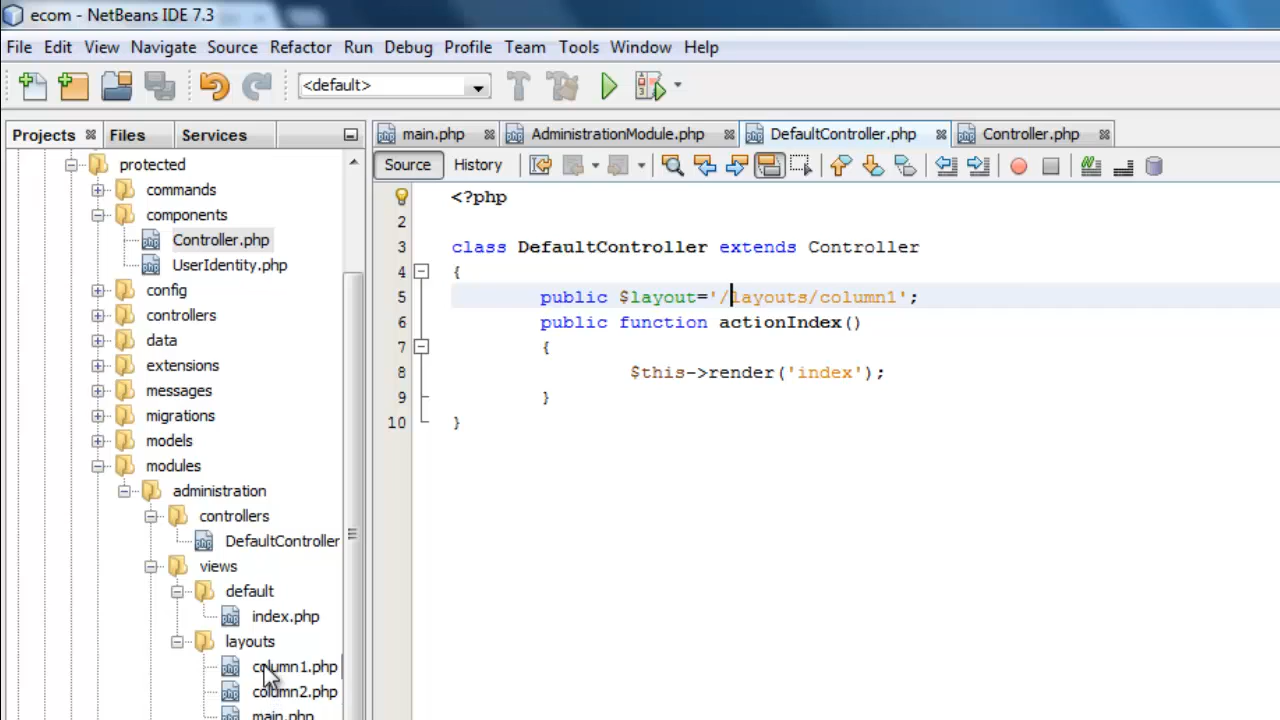 ecom - NetBeans IDE 7.3
File Edit View Navigate Source Refactor Run Debug Profile Team Tools Window Help
<default>
Projects Files Services
main.php AdministrationModule.php DefaultController.php Controller.php
Source History
protected
commands
components
Controller.php
UserIdentity.php
config
controllers
data
extensions
messages
migrations
models
modules
administration
controllers
DefaultController
views
default
index.php
layouts
column1.php
column2.php
main.php
<?php
2
3 class DefaultController extends Controller
4 {
5 public $layout='/layouts/column1';
6 public function actionIndex()
7 {
8 $this->render('index');
9 }
10 }